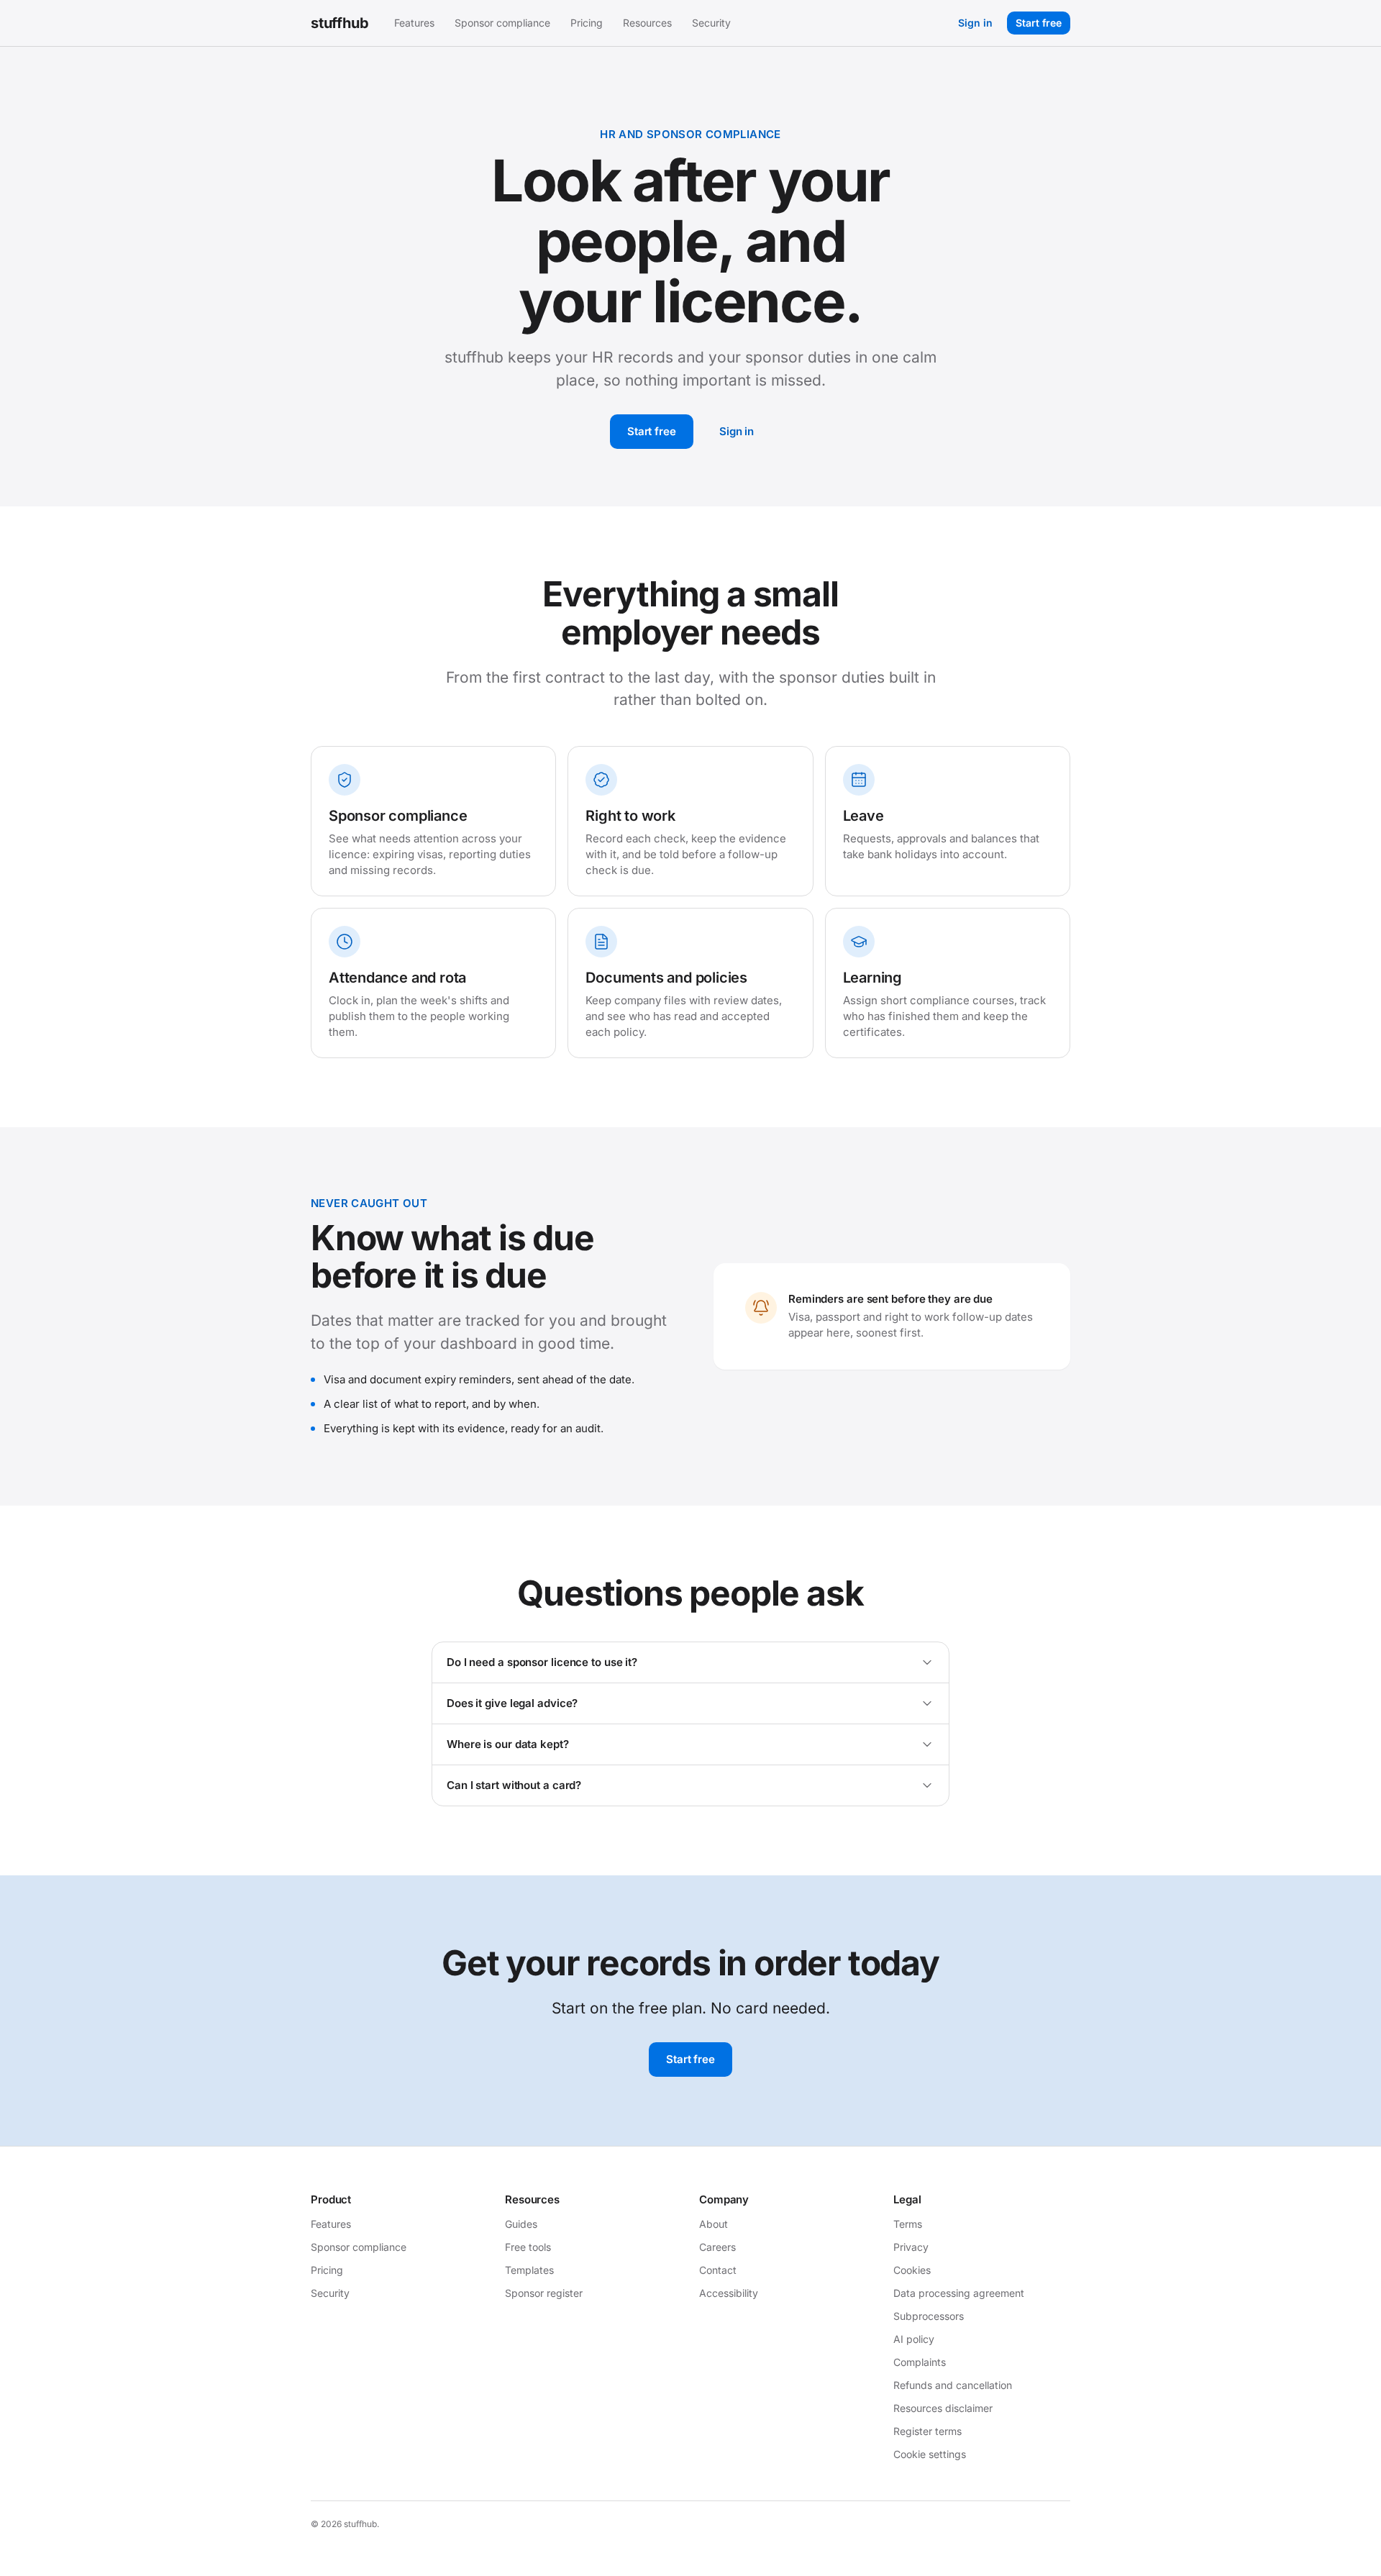 stuffhub
Features
Sponsor compliance
Pricing
Resources
Security
Sign in
Start free
HR AND SPONSOR COMPLIANCE
Look after your
people, and
your licence.
stuffhub keeps your HR records and your sponsor duties in one calm
place, so nothing important is missed.
Start free
Sign in
Everything a small
employer needs
From the first contract to the last day, with the sponsor duties built in
rather than bolted on.
Sponsor compliance
See what needs attention across your
licence: expiring visas, reporting duties
and missing records.
Right to work
Record each check, keep the evidence
with it, and be told before a follow-up
check is due.
Leave
Requests, approvals and balances that
take bank holidays into account.
Attendance and rota
Clock in, plan the week's shifts and
publish them to the people working
them.
Documents and policies
Keep company files with review dates,
and see who has read and accepted
each policy.
Learning
Assign short compliance courses, track
who has finished them and keep the
certificates.
NEVER CAUGHT OUT
Know what is due
before it is due
Dates that matter are tracked for you and brought
to the top of your dashboard in good time.
Visa and document expiry reminders, sent ahead of the date.
A clear list of what to report, and by when.
Everything is kept with its evidence, ready for an audit.
Reminders are sent before they are due
Visa, passport and right to work follow-up dates
appear here, soonest first.
Questions people ask
Do I need a sponsor licence to use it?
Does it give legal advice?
Where is our data kept?
Can I start without a card?
Get your records in order today
Start on the free plan. No card needed.
Start free
Product
Features
Sponsor compliance
Pricing
Security
Resources
Guides
Free tools
Templates
Sponsor register
Company
About
Careers
Contact
Accessibility
Legal
Terms
Privacy
Cookies
Data processing agreement
Subprocessors
AI policy
Complaints
Refunds and cancellation
Resources disclaimer
Register terms
Cookie settings
© 2026 stuffhub.